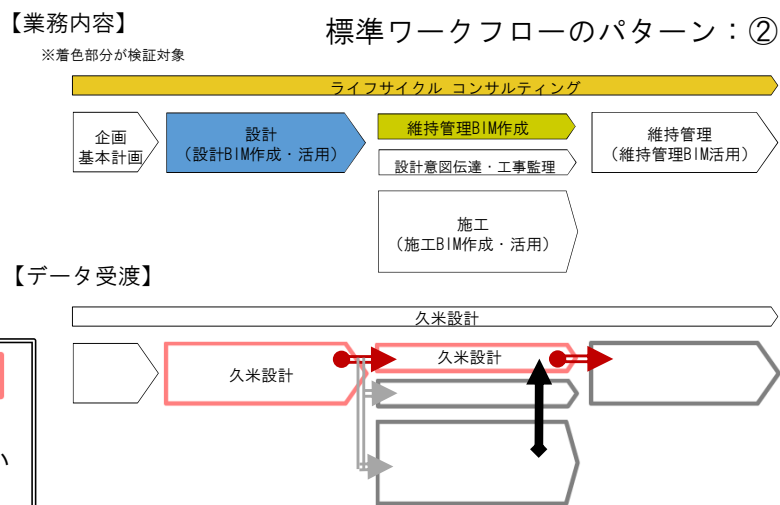 【業務内容】
標準ワークフローのパターン：②
※着色部分が検証対象
ライフサイクル コンサルティング
企画
基本計画
設計
（設計BIM作成・活用）
維持管理BIM作成
設計意図伝達・工事監理
維持管理
（維持管理BIM活用）
施工
（施工BIM作成・活用）
【データ受渡】
久米設計
久米設計
久米設計
い